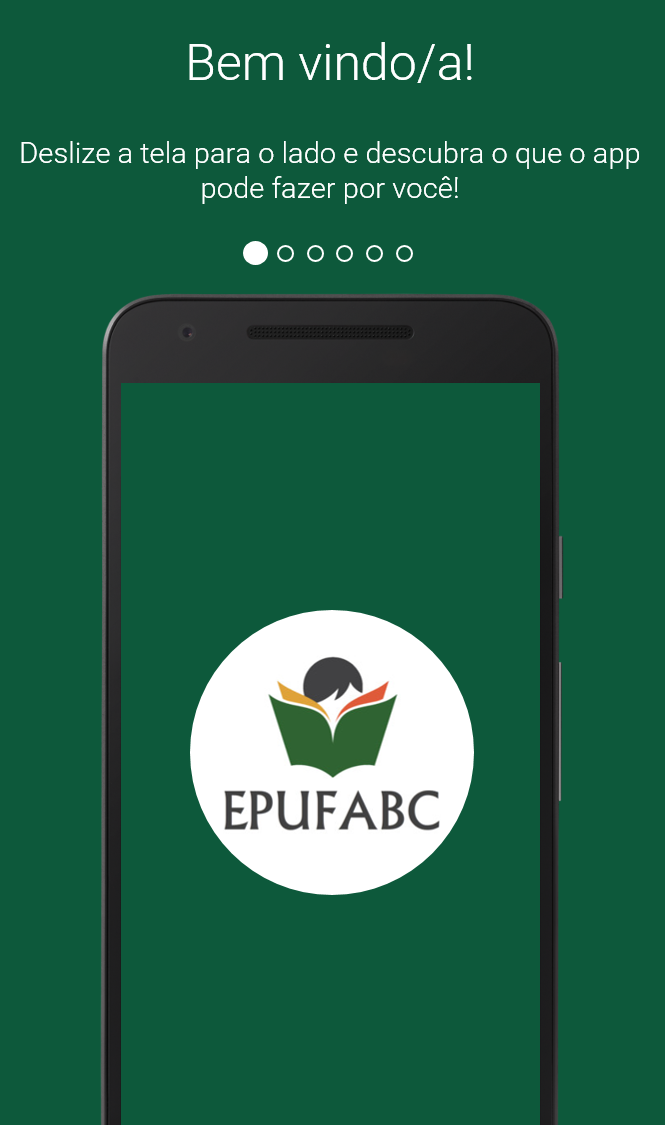 Bem vindo/a!
Deslize a tela para o lado e descubra o que o app
pode fazer por você!
EPUFABC